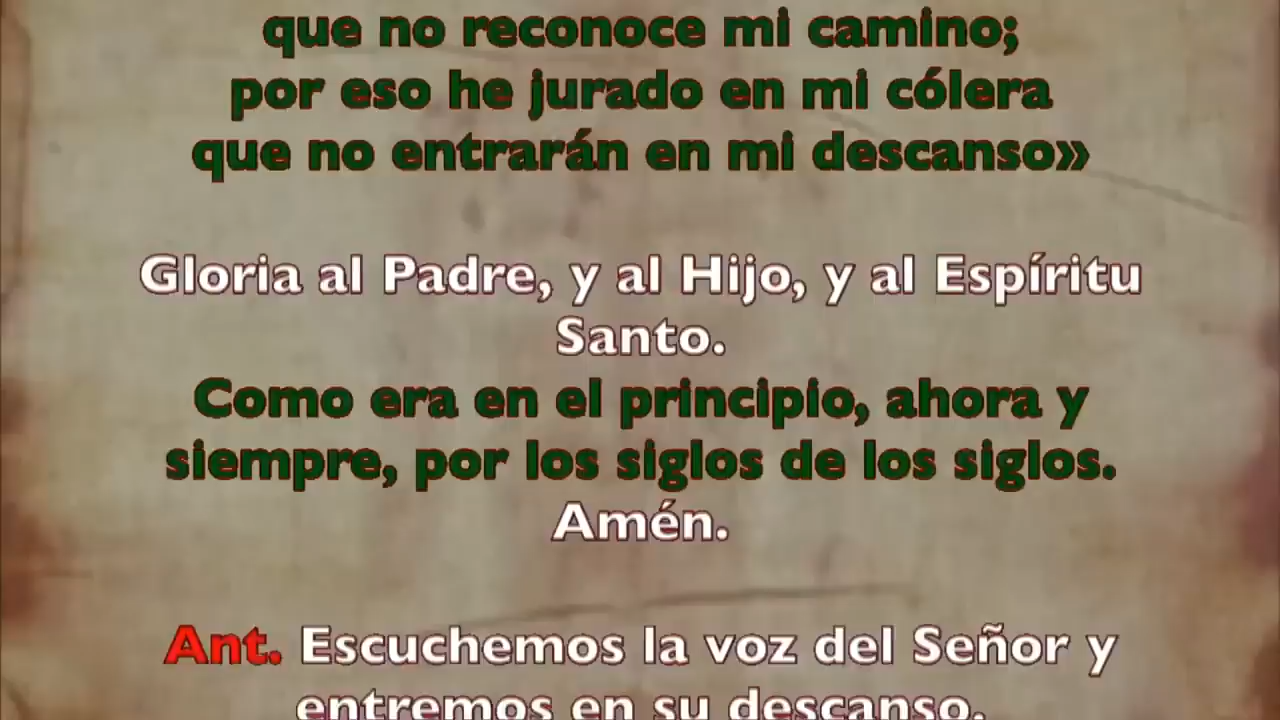 que no reconoce mi camino;
por eso he jurado en mi cólera
que no entrarán en mi descanso»
Gloria al Padre, y al Hijo, y al Espíritu
Santo.
Como era en el principio, ahora y
siempre, por los siglos de los siglos.
Amén.
Ant. Escuchemos la voz del Señor y
entremos en su descanso.